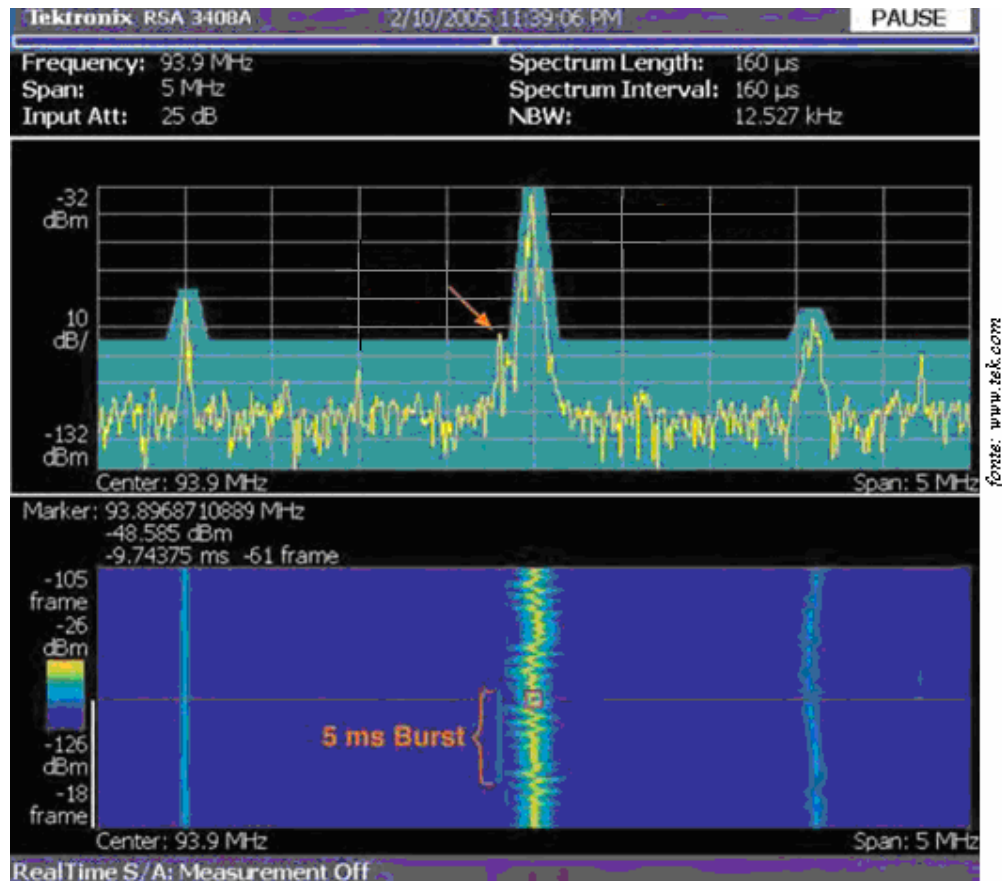 Tektronix RSA 3408A 2/10/2005 11:39:06 PM PAUSE
Frequency: 93.9 MHz
Span: 5 MHz
Input Att: 25 dB
Spectrum Length: 160 µs
Spectrum Interval: 160 µs
NBW: 12.527 kHz
-32
dBm
10
dB/
-132
dBm
Center: 93.9 MHz
Span: 5 MHz
Marker: 93.8968710889 MHz
-48.585 dBm
-9.74375 ms -61 frame
-105
frame
-26
dBm
5 ms Burst
-126
dBm
-18
frame
Center: 93.9 MHz
Span: 5 MHz
RealTime S/A: Measurement Off
fonte: www.tek.com